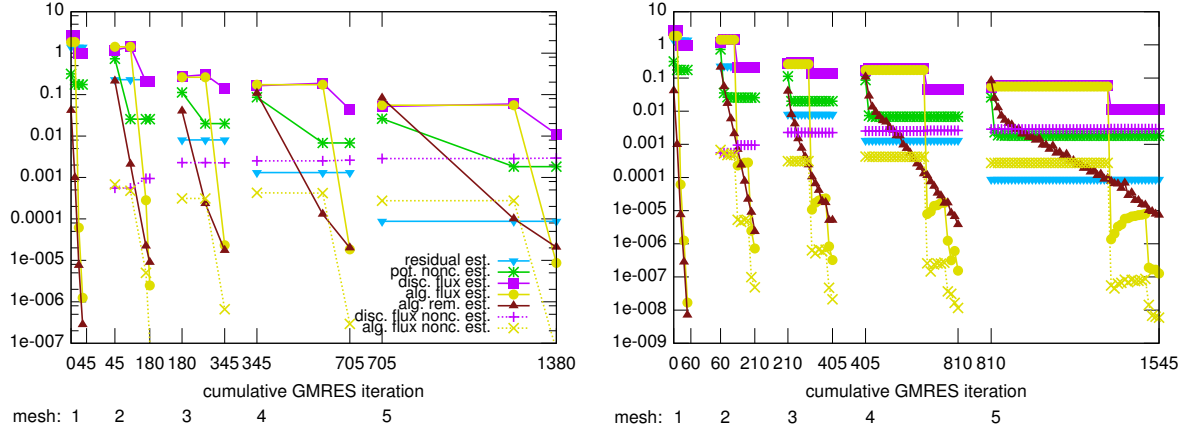 10
1
0.1
0.01
0.001
0.0001
1e-005
1e-006
1e-007
residual est.
pot. nonc. est.
disc. flux est.
alg. flux est.
alg. rem. est.
disc. flux nonc. est.
alg. flux nonc. est.
0 45 45 180 180 345 345 705 705 1380
cumulative GMRES iteration
mesh: 1 2 3 4 5
10
1
0.1
0.01
0.001
0.0001
1e-005
1e-006
1e-007
1e-008
1e-009
0 60 60 210 210 405 405 810 810 1545
cumulative GMRES iteration
mesh: 1 2 3 4 5